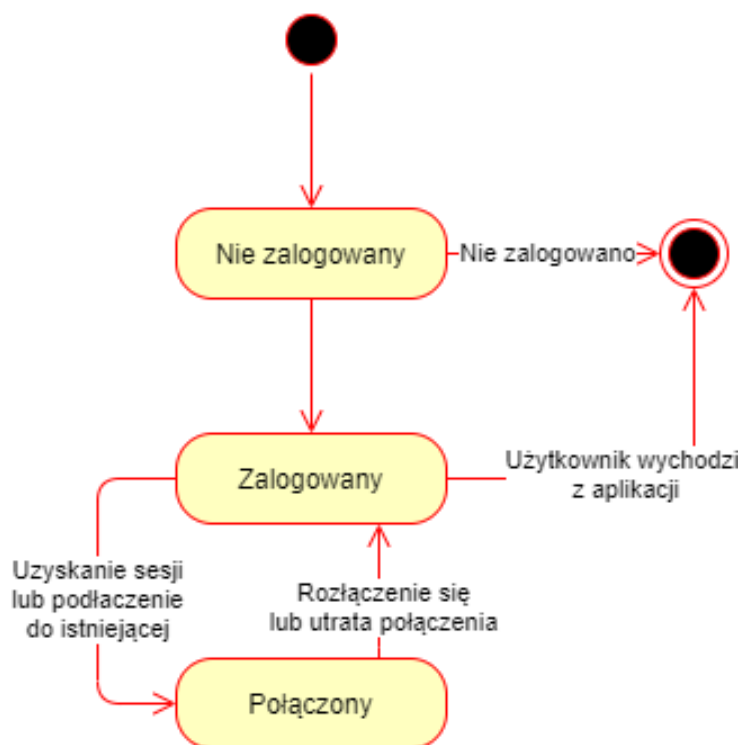 Nie zalogowany
Nie zalogowano
Zalogowany
Użytkownik wychodzi
z aplikacji
Uzyskanie sesji
lub podłaczenie
do istniejącej
Rozłączenie się
lub utrata połączenia
Połączony